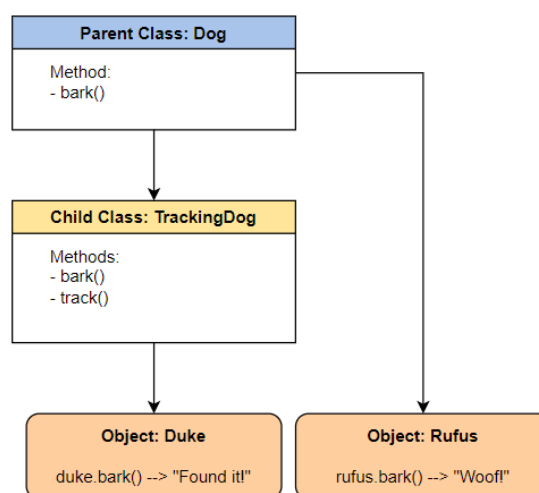 Parent Class: Dog
Method:
- bark()
Child Class: TrackingDog
Methods:
- bark()
- track()
Object: Duke
duke.bark() --> "Found it!"
Object: Rufus
rufus.bark() --> "Woof!"